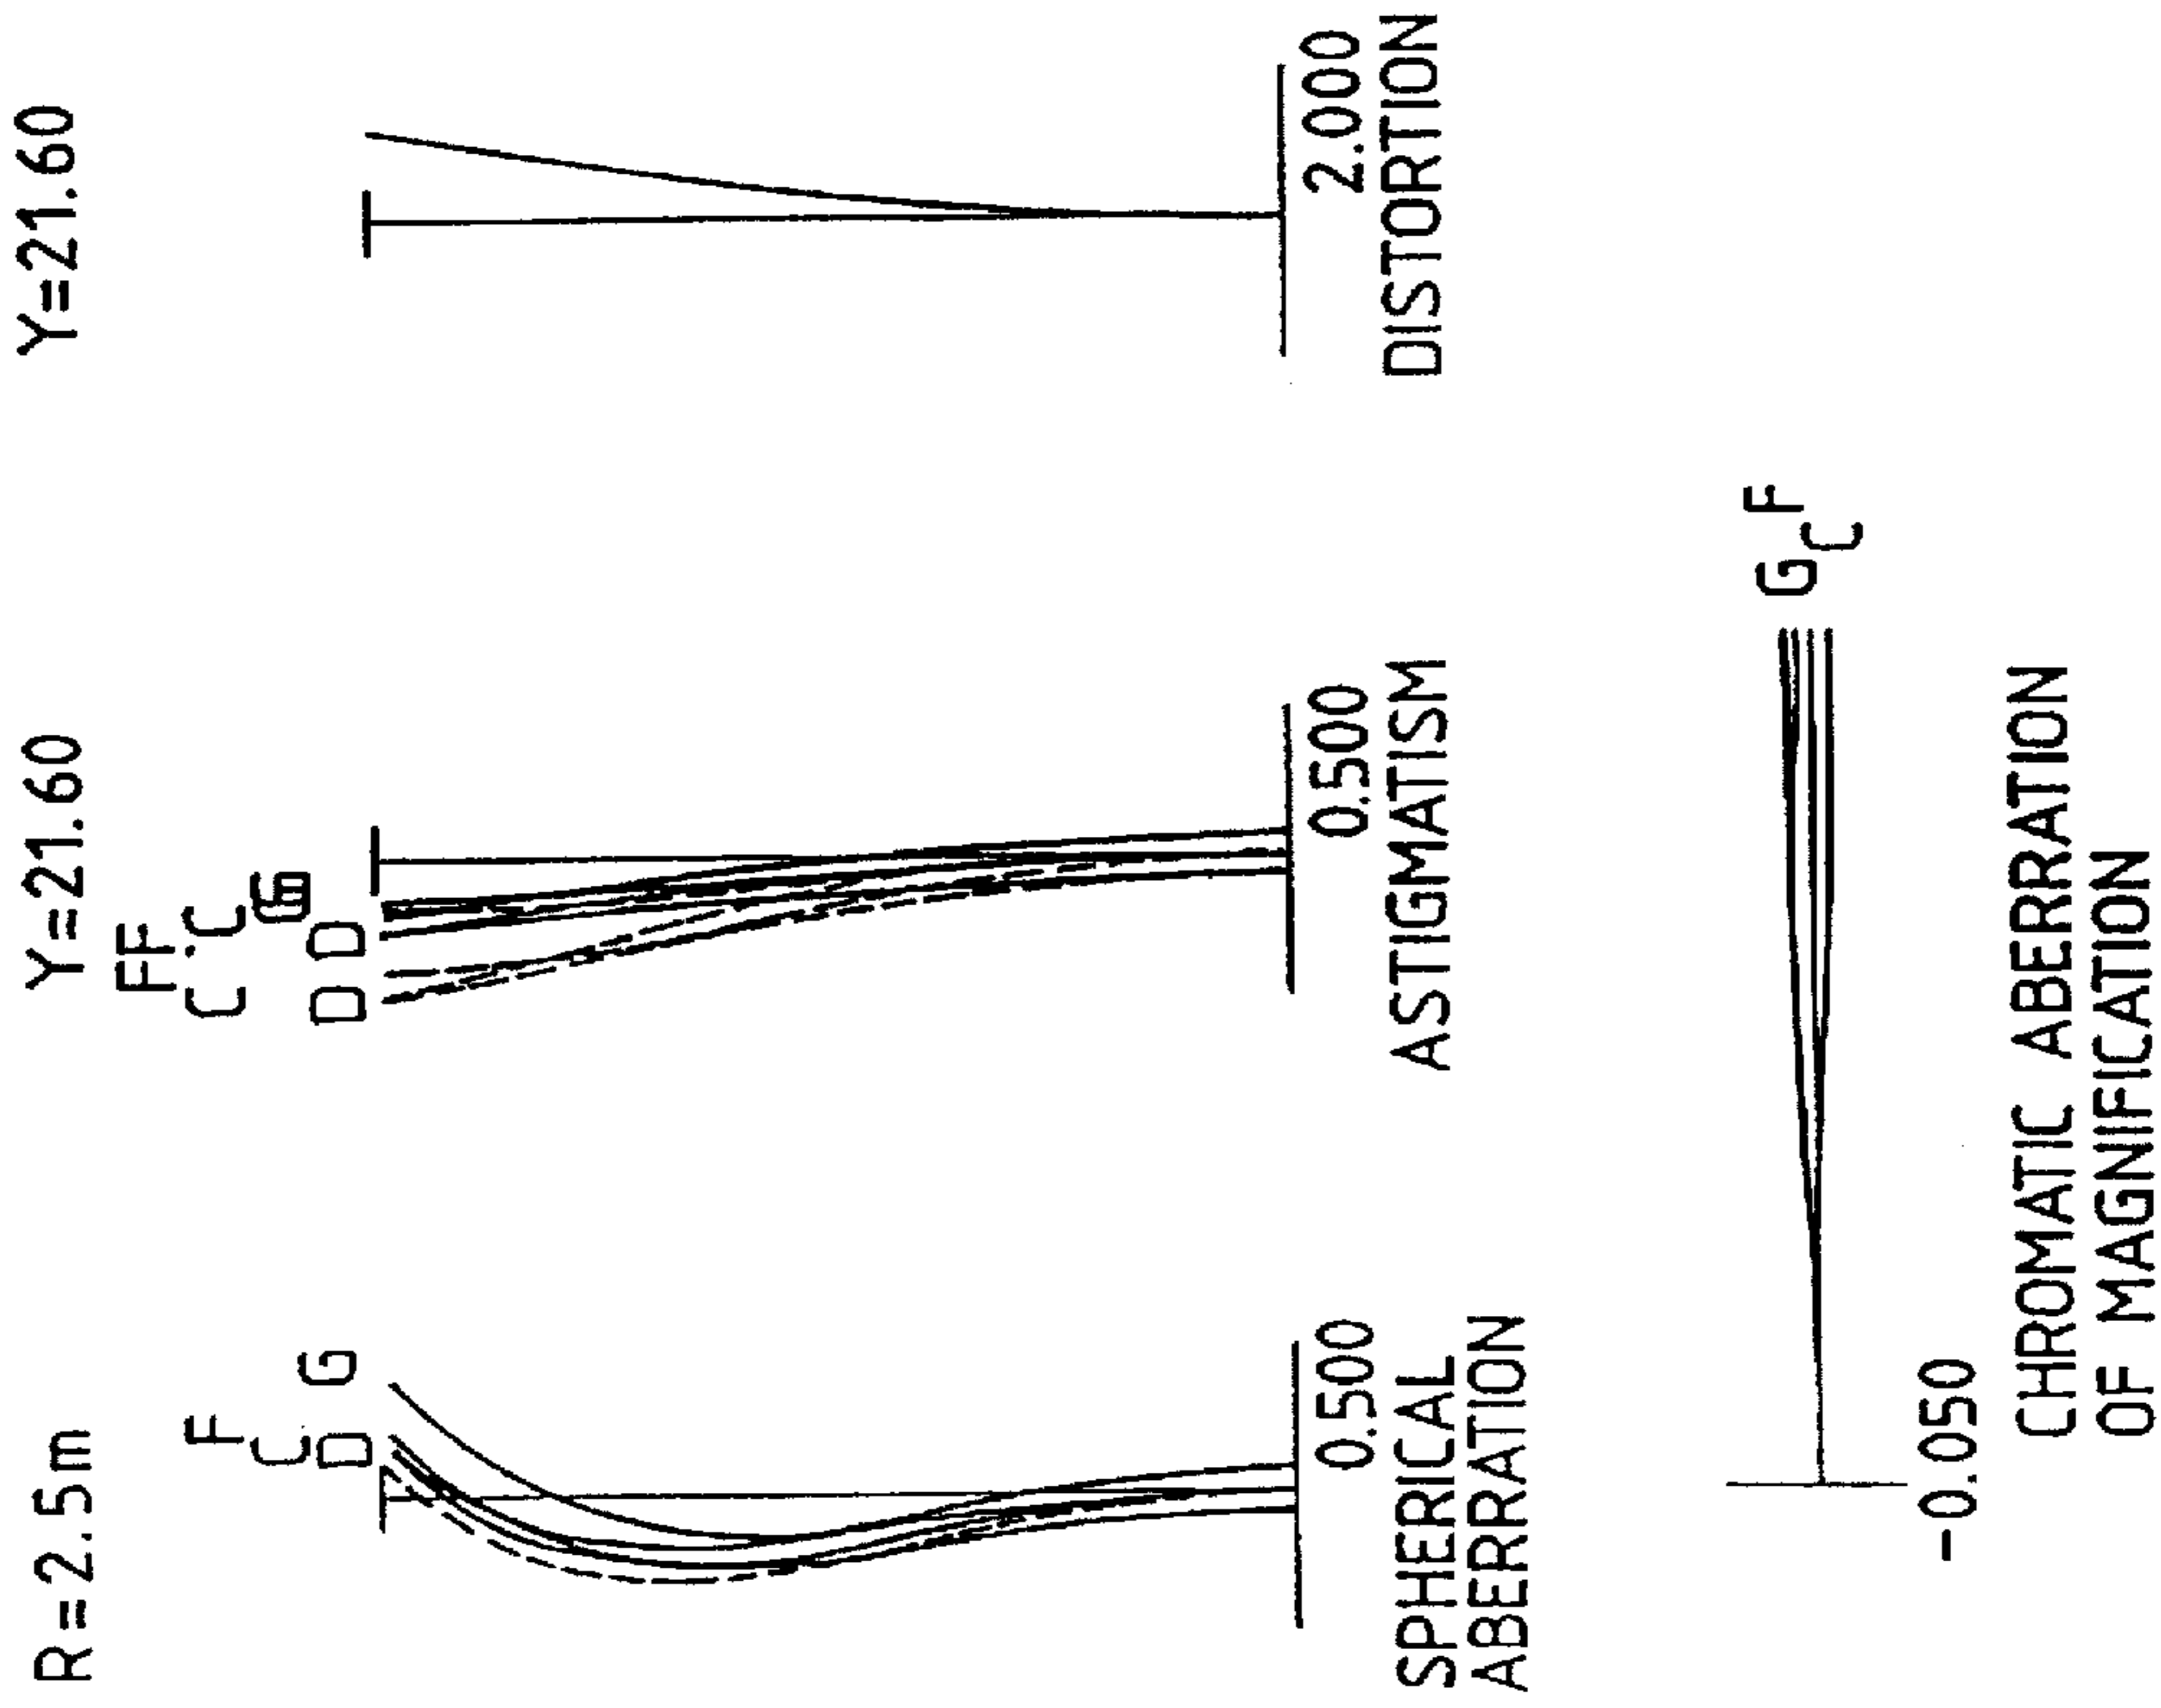 R=2.5m
F
C
D
G
0.500
SPHERICAL
ABERRATION
Y=21.60
FF
C C
G
D D
0.500
ASTIGMATISM
Y=21.60
2.000
DISTORTION
G C F
-0.050
CHROMATIC ABERRATION
OF MAGNIFICATION